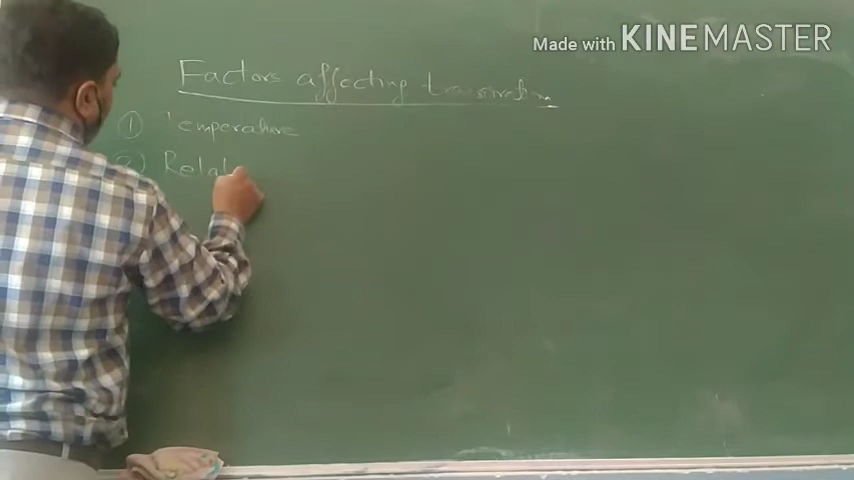 Made with KINEMASTER
Factors affecting transpiration
① Temperature
② Relat